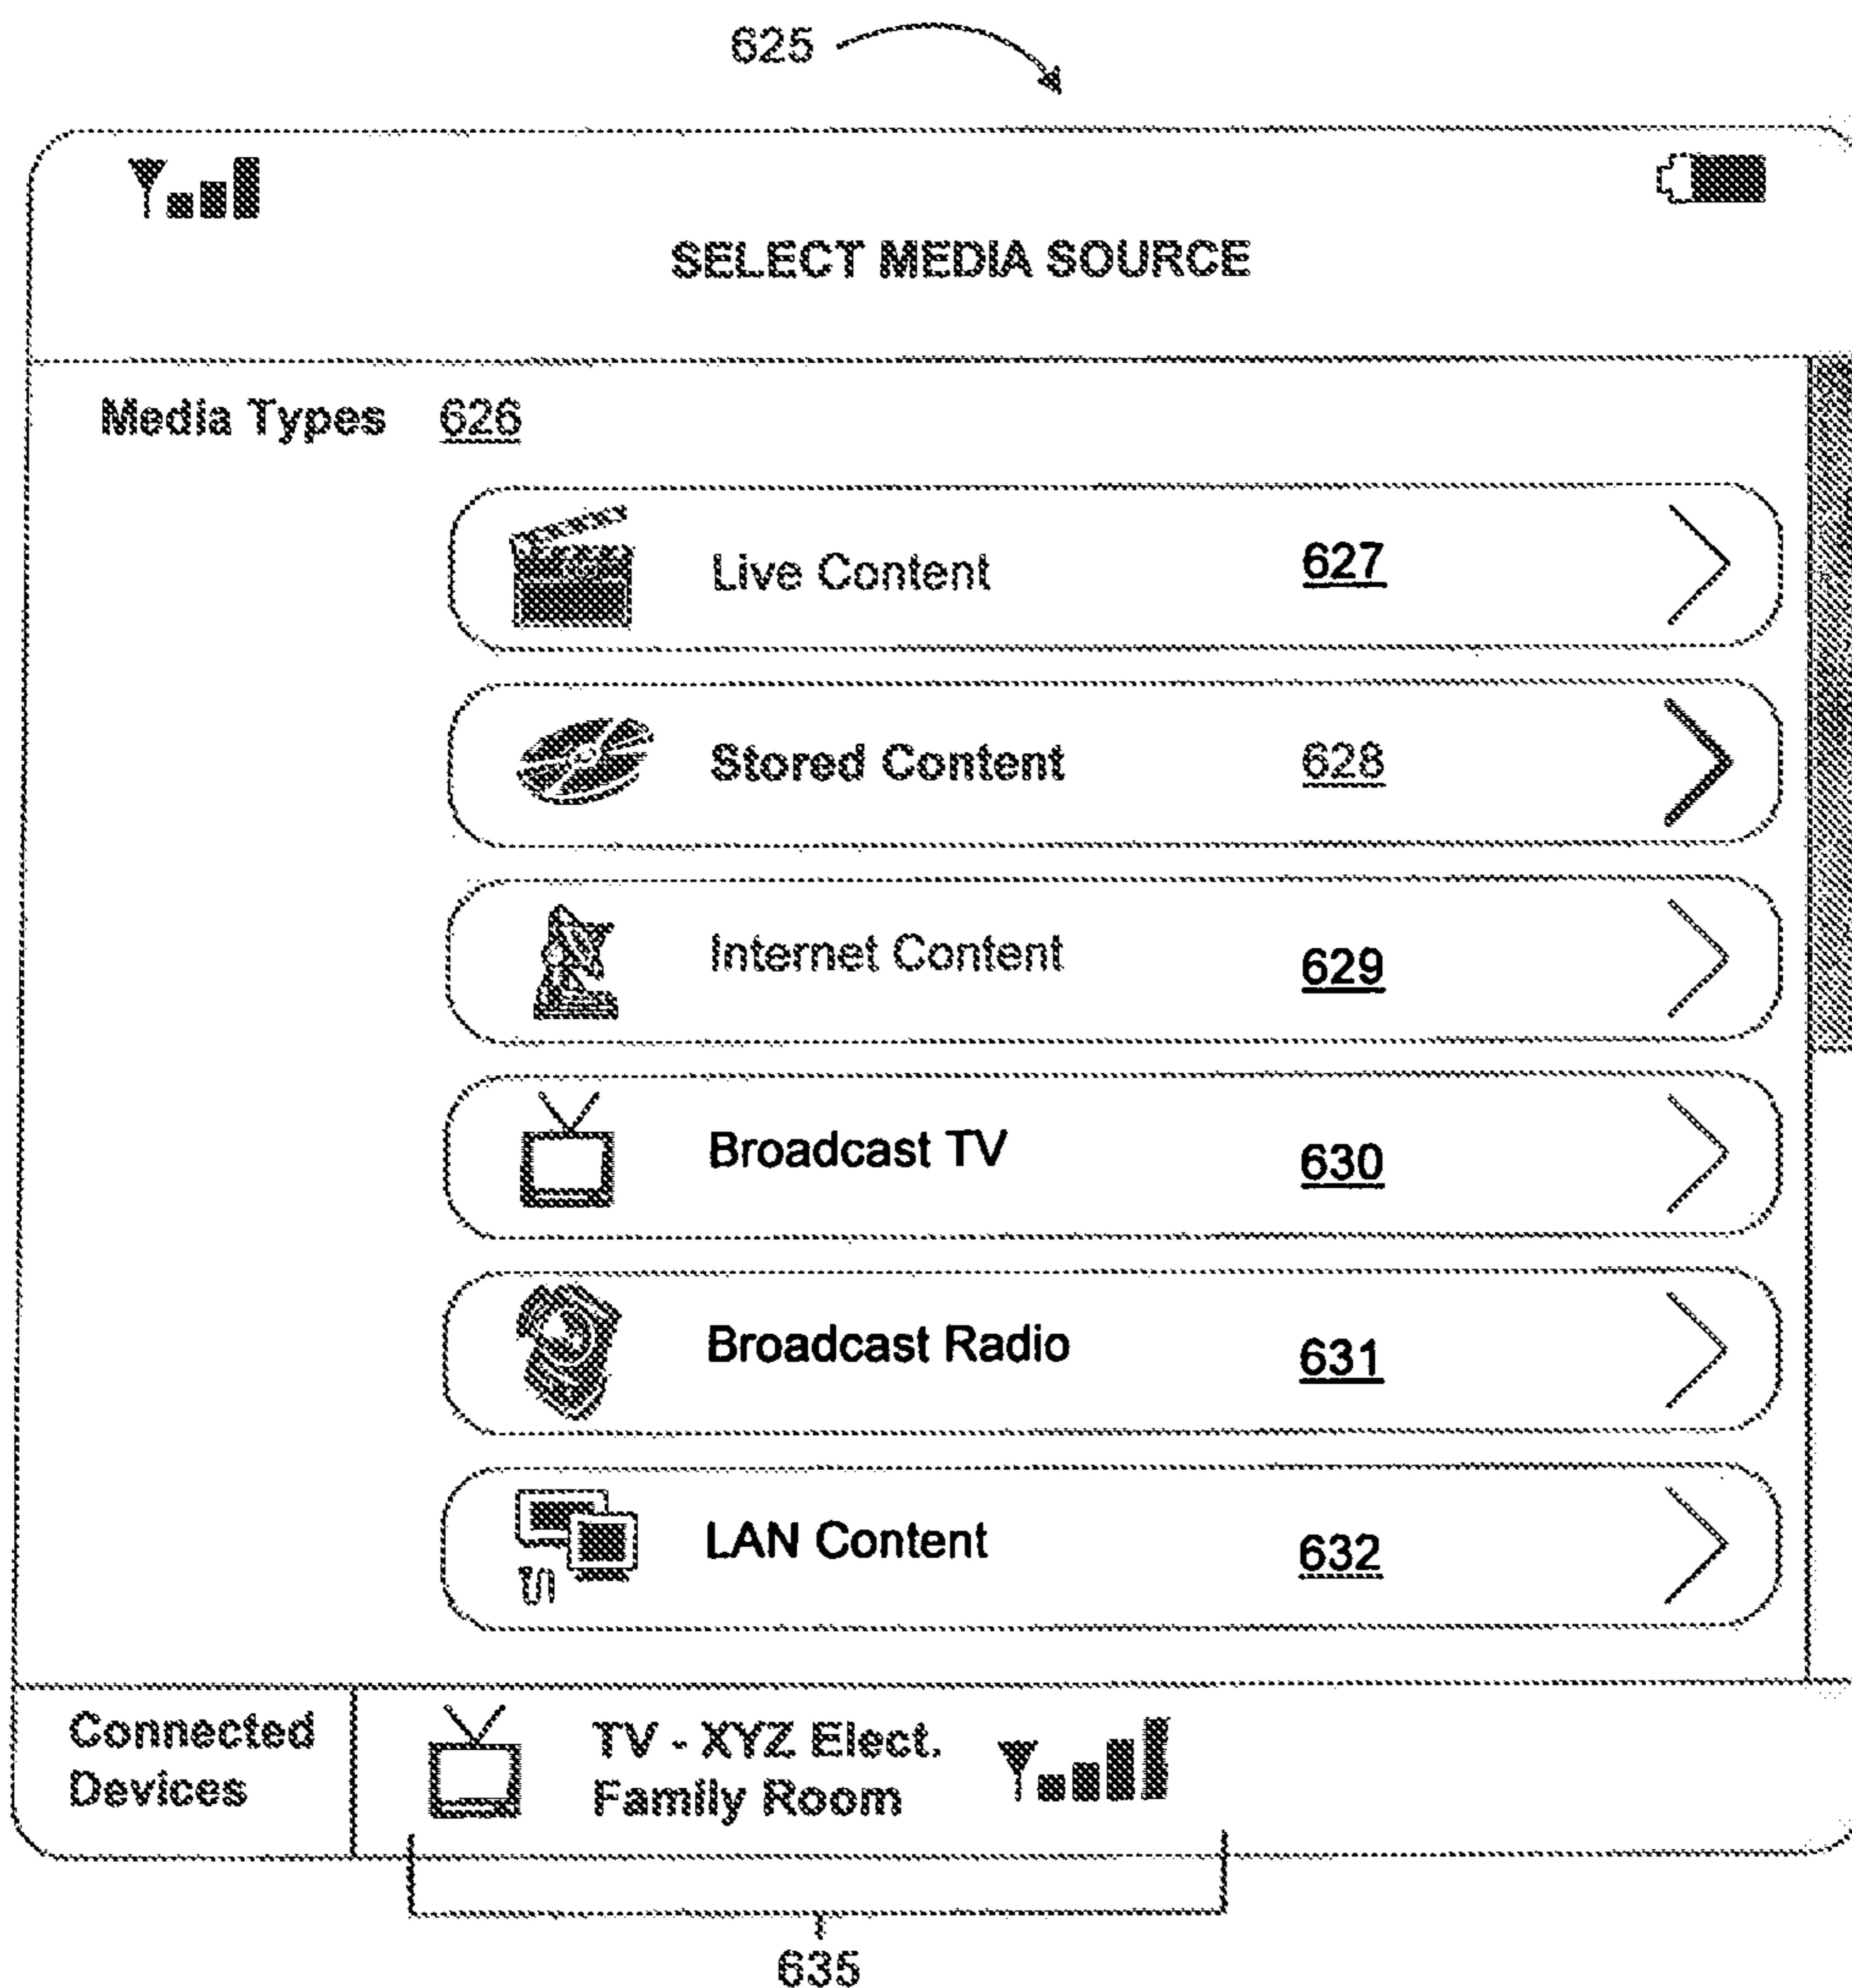 625
SELECT MEDIA SOURCE
Media Types 626
Live Content 627
Stored Content 628
Internet Content 629
Broadcast TV 630
Broadcast Radio 631
LAN Content 632
Connected
Devices
TV - XYZ Elect.
Family Room
635